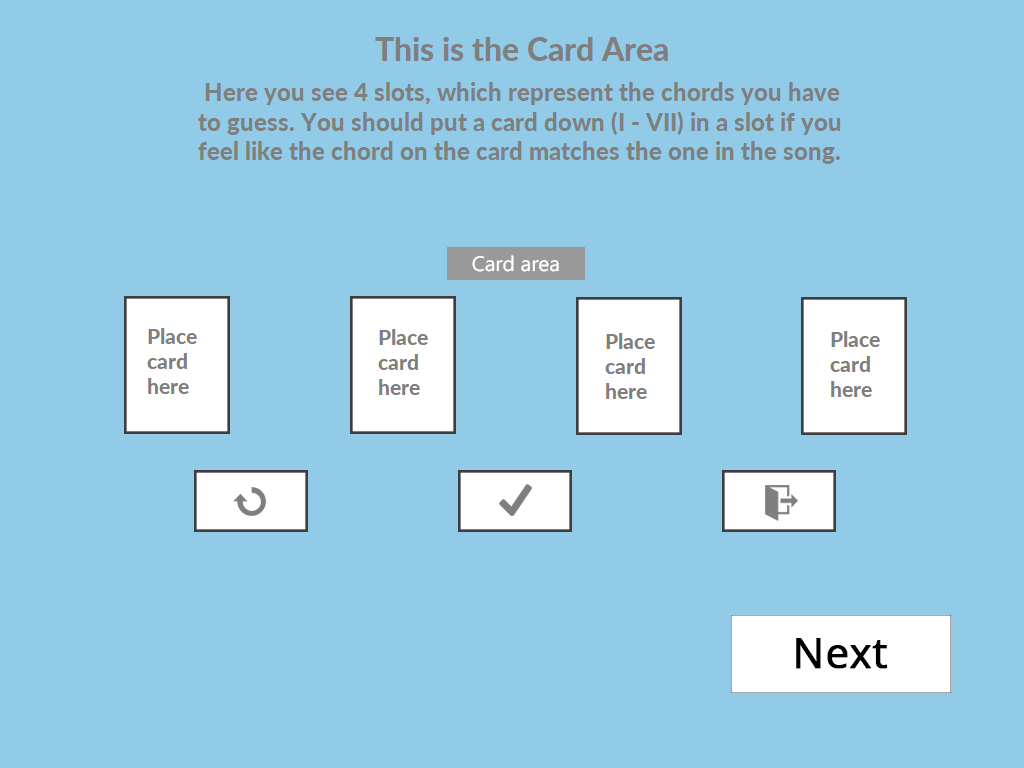 This is the Card Area
Here you see 4 slots, which represent the chords you have
to guess. You should put a card down (I - VII) in a slot if you
feel like the chord on the card matches the one in the song.
Card area
Place
card
here
Place
card
here
Place
card
here
Place
card
here
Next